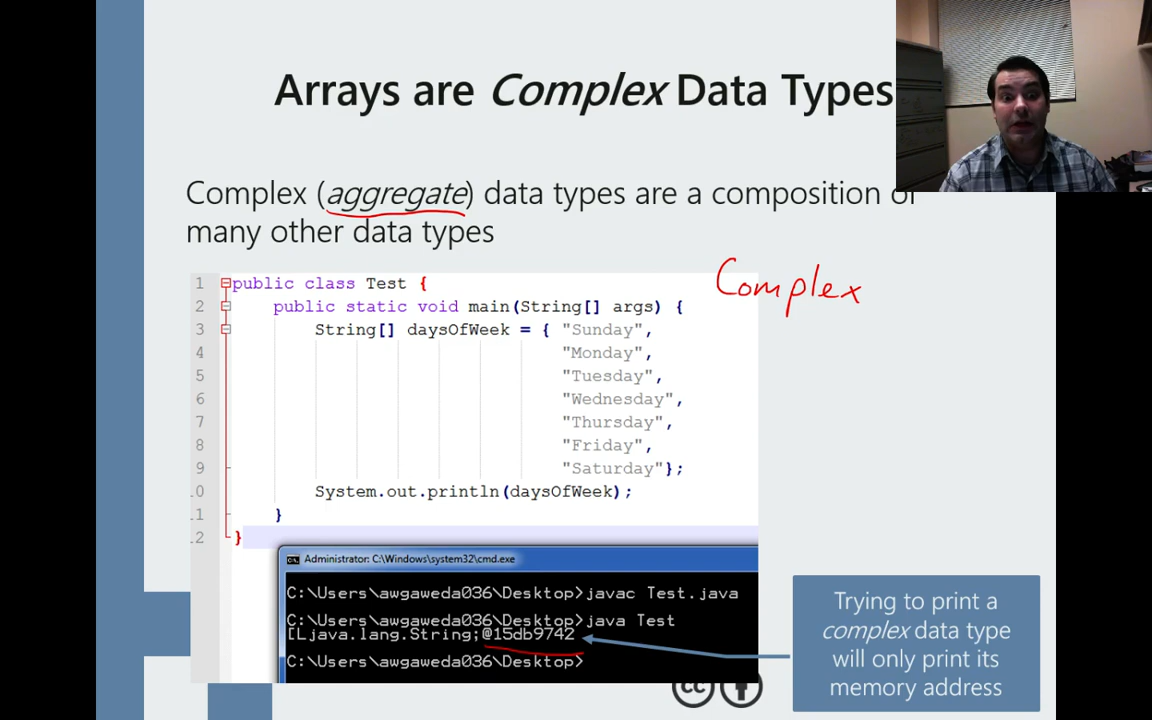 Arrays are Complex Data Types
Complex (aggregate) data types are a composition of
many other data types
Complex
1 public class Test {
2 public static void main(String[] args) {
3 String[] daysOfWeek = { "Sunday",
4 "Monday",
5 "Tuesday",
6 "Wednesday",
7 "Thursday",
8 "Friday",
9 "Saturday"};
10 System.out.println(daysOfWeek);
11 }
12 }
Administrator: C:\Windows\system32\cmd.exe
C:\Users\awgaweda036\Desktop>javac Test.java
C:\Users\awgaweda036\Desktop>java Test
[Ljava.lang.String;@15db9742
C:\Users\awgaweda036\Desktop>
Trying to print a
complex data type
will only print its
memory address
cc